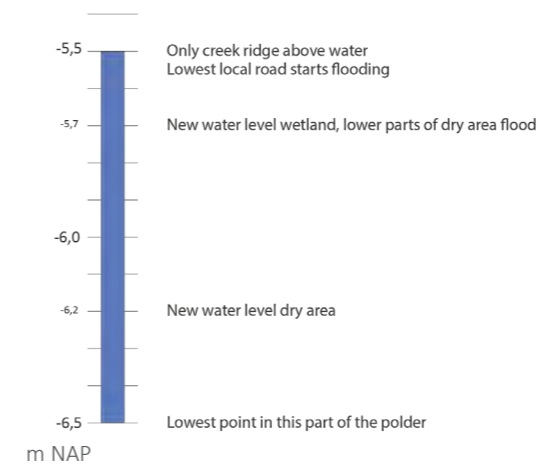 -5,5 Only creek ridge above water
Lowest local road starts flooding
-5,7 New water level wetland, lower parts of dry area flood
-6,0
-6,2 New water level dry area
-6,5 Lowest point in this part of the polder
m NAP